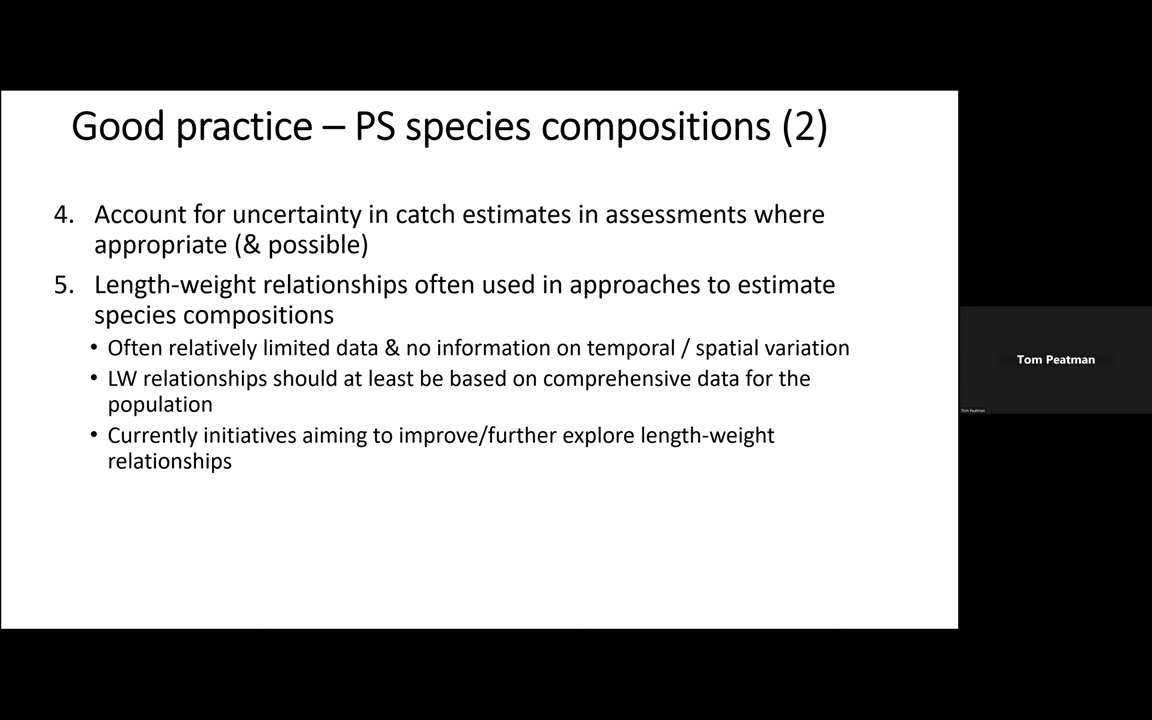 Good practice – PS species compositions (2)
4. Account for uncertainty in catch estimates in assessments where
appropriate (& possible)
5. Length-weight relationships often used in approaches to estimate
species compositions
• Often relatively limited data & no information on temporal / spatial variation
• LW relationships should at least be based on comprehensive data for the
population
• Currently initiatives aiming to improve/further explore length-weight
relationships
Tom Peatman
Tom Peatman